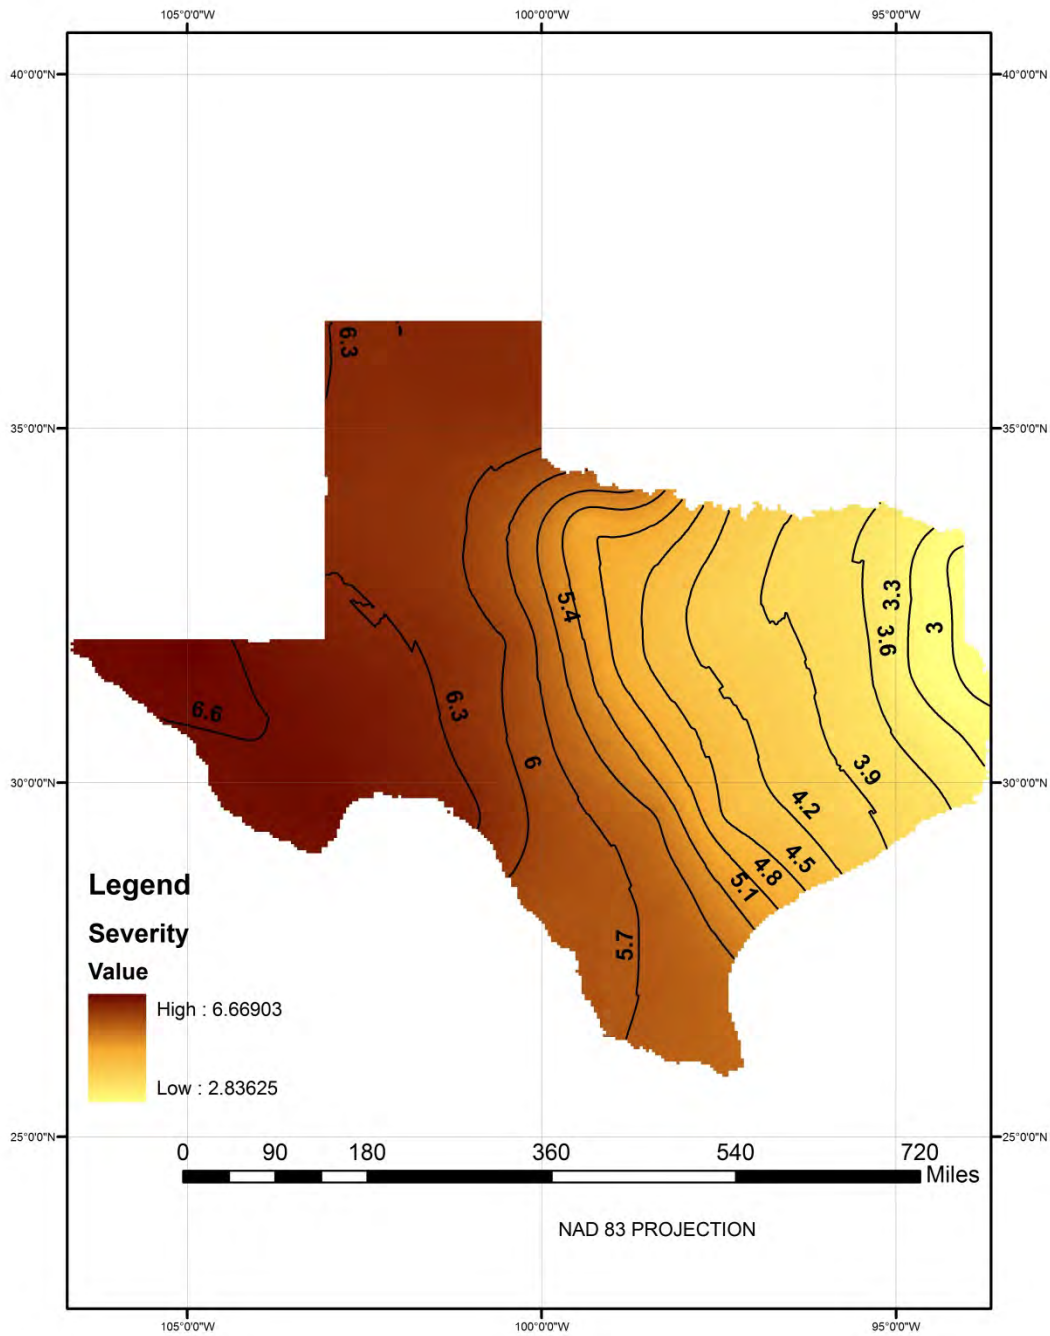 105°0'0"W 100°0'0"W 95°0'0"W
40°0'0"N 40°0'0"N
6.3
35°0'0"N 35°0'0"N
5.4
3.3
3
3.6
6.3
6.6
6
3.9
30°0'0"N 30°0'0"N
4.2
4.5
4.8
5.1
5.7
Legend
Severity
Value
High : 6.66903
Low : 2.83625
25°0'0"N 25°0'0"N
0 90 180 360 540 720
Miles
NAD 83 PROJECTION
105°0'0"W 100°0'0"W 95°0'0"W